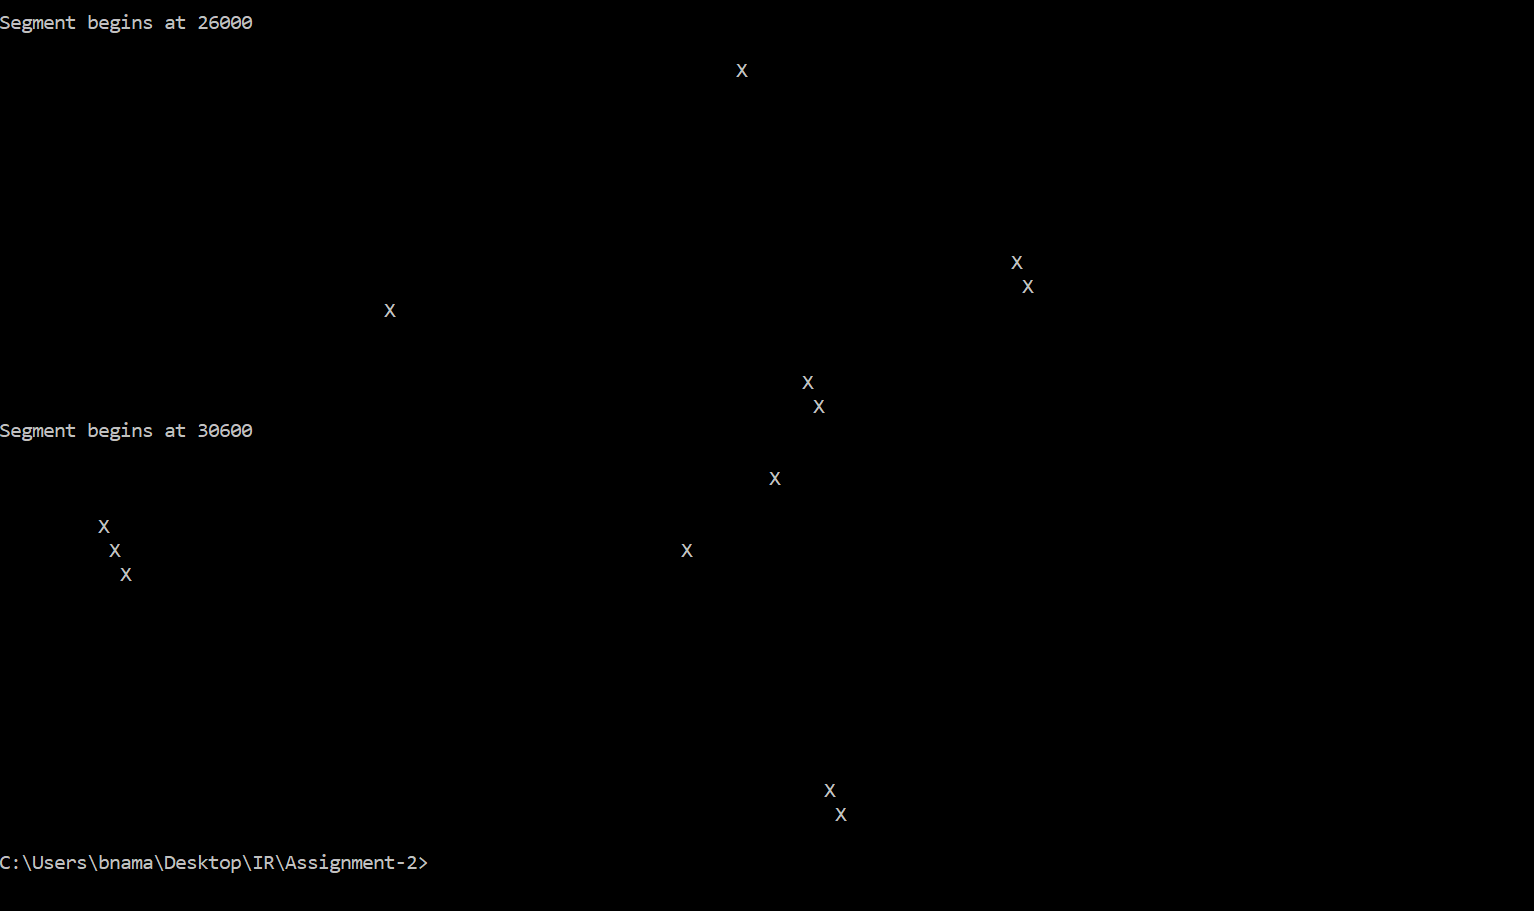 Segment begins at 26000
X
X
X
X
X
X
Segment begins at 30600
X
X
X X
X
X
X
C:\Users\bnama\Desktop\IR\Assignment-2>